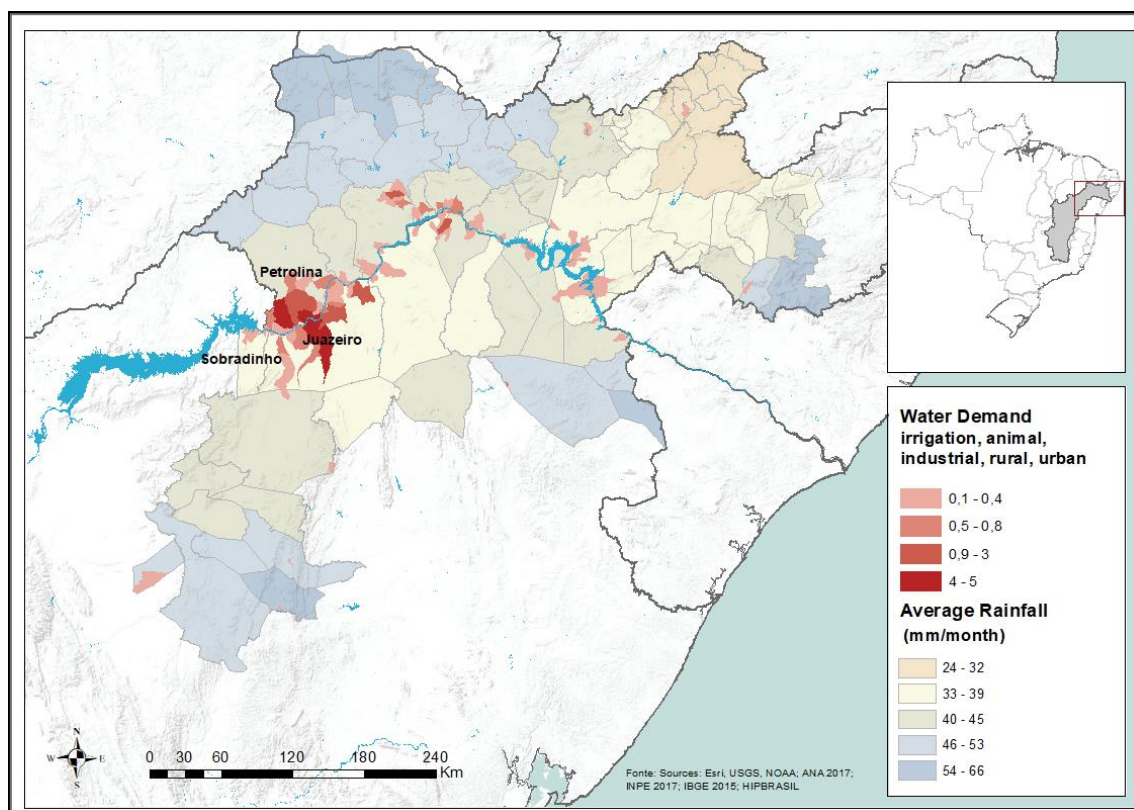 Petrolina
Juazeiro
Sobradinho
N
W
E
S
0 30 60 120 180 240
Km
Fonte: Sources: Esri, USGS, NOAA; ANA 2017;
INPE 2017; IBGE 2015; HIPBRASIL
Water Demand
irrigation, animal,
industrial, rural, urban
0,1 - 0,4
0,5 - 0,8
0,9 - 3
4 - 5
Average Rainfall
(mm/month)
24 - 32
33 - 39
40 - 45
46 - 53
54 - 66